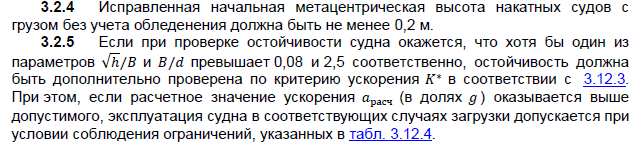 3.2.4 Исправленная начальная метацентрическая высота накатных судов с
грузом без учета обледенения должна быть не менее 0,2 м.
3.2.5 Если при проверке остойчивости судна окажется, что хотя бы один из
параметров √h/B и B/d превышает 0,08 и 2,5 соответственно, остойчивость должна
быть дополнительно проверена по критерию ускорения K* в соответствии с 3.12.3.
При этом, если расчетное значение ускорения aрасч (в долях g) оказывается выше
допустимого, эксплуатация судна в соответствующих случаях загрузки допускается при
условии соблюдения ограничений, указанных в табл. 3.12.4.